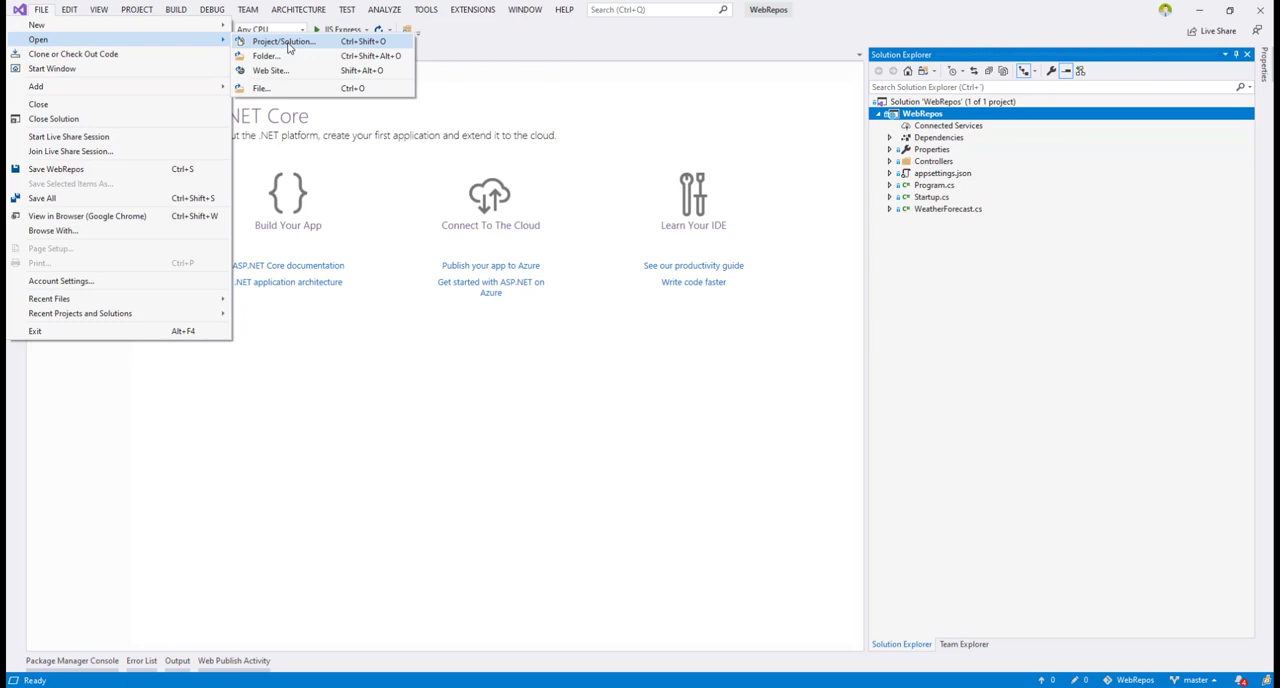 FILE EDIT VIEW PROJECT BUILD DEBUG TEAM ARCHITECTURE TEST ANALYZE TOOLS EXTENSIONS WINDOW HELP Search (Ctrl+Q) WebRepos
New
Any CPU IIS Express
Live Share
Open
Project/Solution... Ctrl+Shift+O
Clone or Check Out Code
Folder... Ctrl+Shift+Alt+O
Start Window
Web Site... Shift+Alt+O
Add
File... Ctrl+O
Close
Close Solution
Start Live Share Session
Join Live Share Session...
Save WebRepos Ctrl+S
Save Selected Items As...
Save All Ctrl+Shift+S
View in Browser (Google Chrome) Ctrl+Shift+W
Browse With...
Page Setup...
Print... Ctrl+P
Account Settings...
Recent Files
Recent Projects and Solutions
Exit Alt+F4
NET Core
ut the .NET platform, create your first application and extend it to the cloud.
Build Your App
Connect To The Cloud
Learn Your IDE
ASP.NET Core documentation
.NET application architecture
Publish your app to Azure
Get started with ASP.NET on
Azure
See our productivity guide
Write code faster
Solution Explorer
Search Solution Explorer (Ctrl+')
Solution 'WebRepos' (1 of 1 project)
WebRepos
Connected Services
Dependencies
Properties
Controllers
appsettings.json
Program.cs
Startup.cs
WeatherForecast.cs
Properties
Solution Explorer Team Explorer
Package Manager Console Error List Output Web Publish Activity
Ready 0 0 WebRepos master 4